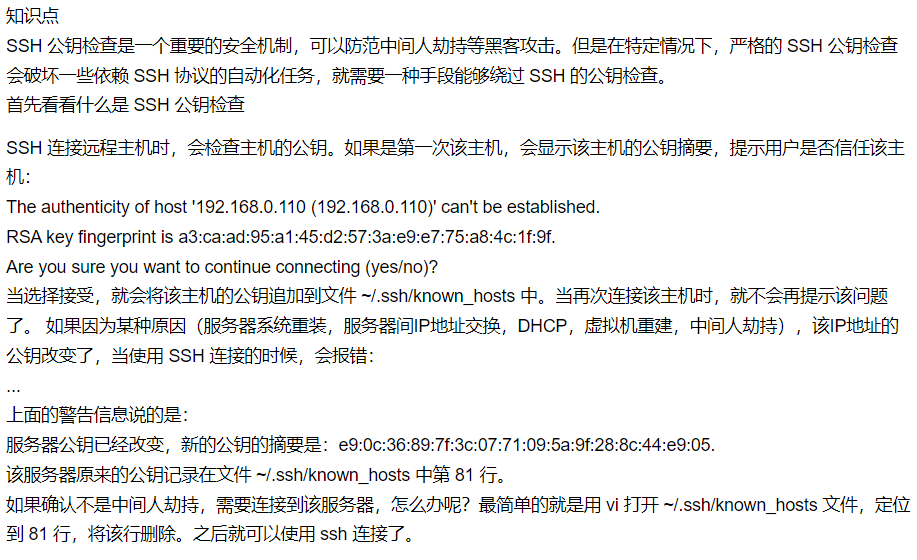 知识点
SSH 公钥检查是一个重要的安全机制，可以防范中间人劫持等黑客攻击。但是在特定情况下，严格的 SSH 公钥检查
会破坏一些依赖 SSH 协议的自动化任务，就需要一种手段能够绕过 SSH 的公钥检查。
首先看看什么是 SSH 公钥检查
SSH 连接远程主机时，会检查主机的公钥。如果是第一次该主机，会显示该主机的公钥摘要，提示用户是否信任该主
机：
The authenticity of host '192.168.0.110 (192.168.0.110)' can't be established.
RSA key fingerprint is a3:ca:ad:95:a1:45:d2:57:3a:e9:e7:75:a8:4c:1f:9f.
Are you sure you want to continue connecting (yes/no)?
当选择接受，就会将该主机的公钥追加到文件 ~/.ssh/known_hosts 中。当再次连接该主机时，就不会再提示该问题
了。 如果因为某种原因（服务器系统重装，服务器间IP地址交换，DHCP，虚拟机重建，中间人劫持），该IP地址的
公钥改变了，当使用 SSH 连接的时候，会报错：
...
上面的警告信息说的是：
服务器公钥已经改变，新的公钥的摘要是：e9:0c:36:89:7f:3c:07:71:09:5a:9f:28:8c:44:e9:05.
该服务器原来的公钥记录在文件 ~/.ssh/known_hosts 中第 81 行。
如果确认不是中间人劫持，需要连接到该服务器，怎么办呢？最简单的就是用 vi 打开 ~/.ssh/known_hosts 文件，定位
到 81 行，将该行删除。之后就可以使用 ssh 连接了。